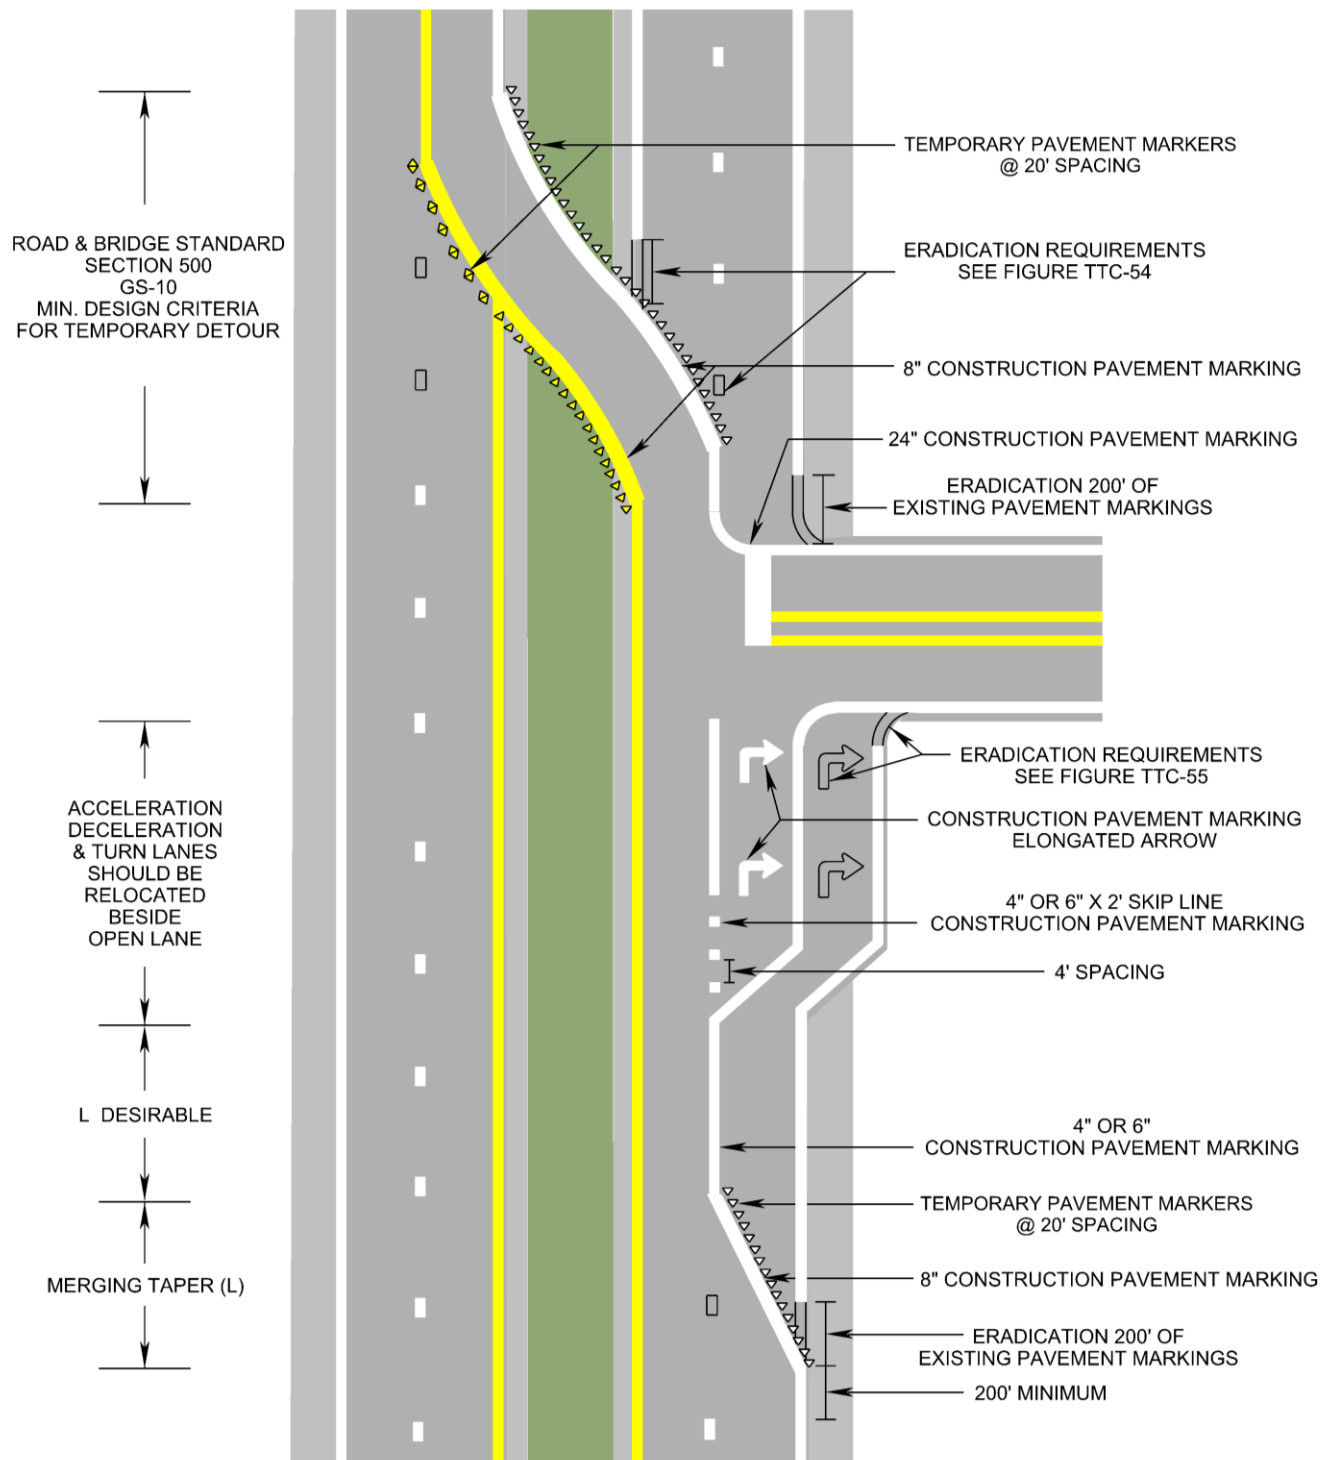 ROAD & BRIDGE STANDARD
SECTION 500
GS-10
MIN. DESIGN CRITERIA
FOR TEMPORARY DETOUR
ACCELERATION
DECELERATION
& TURN LANES
SHOULD BE
RELOCATED
BESIDE
OPEN LANE
L DESIRABLE
MERGING TAPER (L)
TEMPORARY PAVEMENT MARKERS
@ 20' SPACING
ERADICATION REQUIREMENTS
SEE FIGURE TTC-54
8" CONSTRUCTION PAVEMENT MARKING
24" CONSTRUCTION PAVEMENT MARKING
ERADICATION 200' OF
EXISTING PAVEMENT MARKINGS
ERADICATION REQUIREMENTS
SEE FIGURE TTC-55
CONSTRUCTION PAVEMENT MARKING
ELONGATED ARROW
4" OR 6" X 2' SKIP LINE
CONSTRUCTION PAVEMENT MARKING
4' SPACING
4" OR 6"
CONSTRUCTION PAVEMENT MARKING
TEMPORARY PAVEMENT MARKERS
@ 20' SPACING
8" CONSTRUCTION PAVEMENT MARKING
ERADICATION 200' OF
EXISTING PAVEMENT MARKINGS
200' MINIMUM